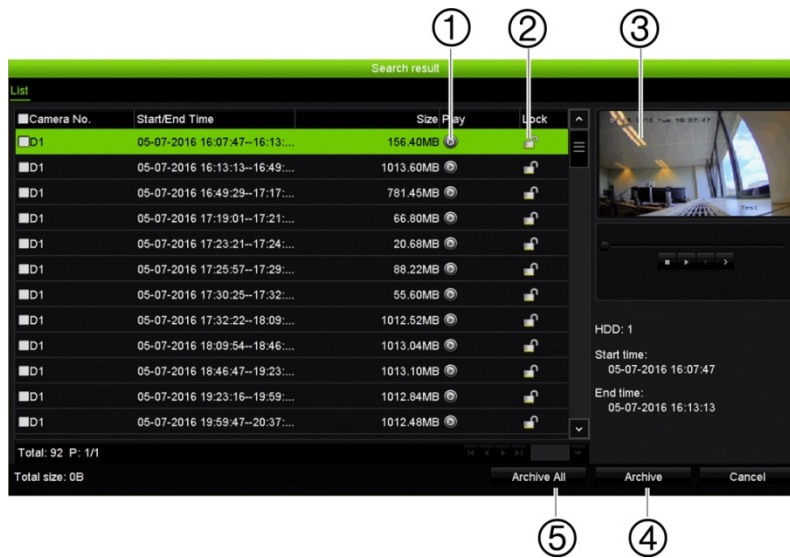 ① ② ③
Search result
List
Camera No. Start/End Time Size Play Lock
D1 05-07-2016 16:07:47--16:13:... 156.40MB
D1 05-07-2016 16:13:13--16:49:... 1013.60MB
D1 05-07-2016 16:49:29--17:17:... 781.45MB
D1 05-07-2016 17:19:01--17:21:... 66.80MB
D1 05-07-2016 17:23:21--17:24:... 20.68MB
D1 05-07-2016 17:25:57--17:29:... 88.22MB
D1 05-07-2016 17:30:25--17:32:... 55.60MB
D1 05-07-2016 17:32:22--18:09:... 1012.52MB
D1 05-07-2016 18:09:54--18:46:... 1013.04MB
D1 05-07-2016 18:46:47--19:23:... 1013.10MB
D1 05-07-2016 19:23:16--19:59:... 1012.84MB
D1 05-07-2016 19:59:47--20:37:... 1012.48MB
Tue 16:07:47
Test
HDD: 1
Start time:
05-07-2016 16:07:47
End time:
05-07-2016 16:13:13
Total: 92 P: 1/1
Total size: 0B
Archive All Archive Cancel
⑤ ④